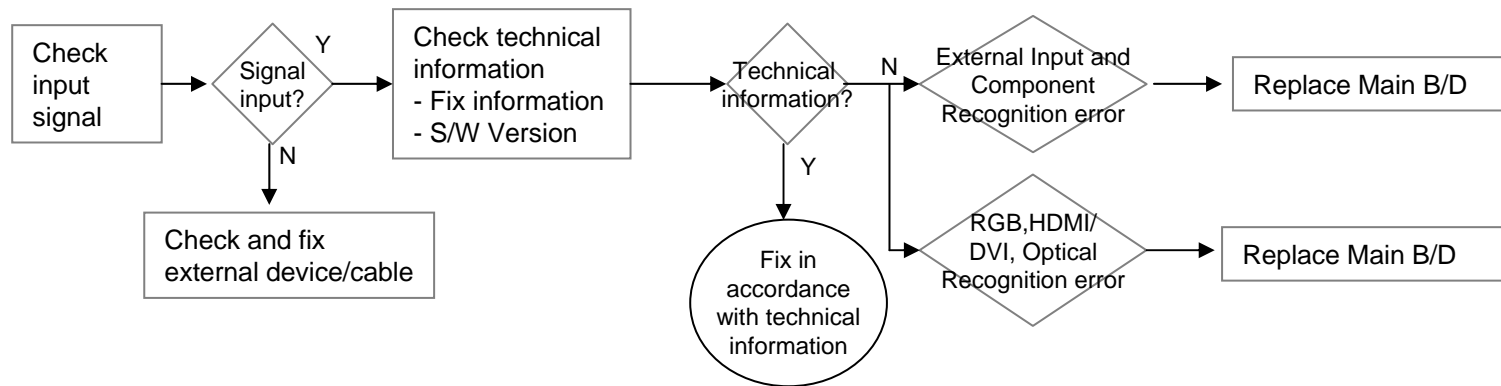 Check
input
signal
Signal
input?
Y
N
Check and fix
external device/cable
Check technical
information
- Fix information
- S/W Version
Technical
information?
N
Y
Fix in
accordance
with technical
information
External Input and
Component
Recognition error
Replace Main B/D
RGB,HDMI/
DVI, Optical
Recognition error
Replace Main B/D